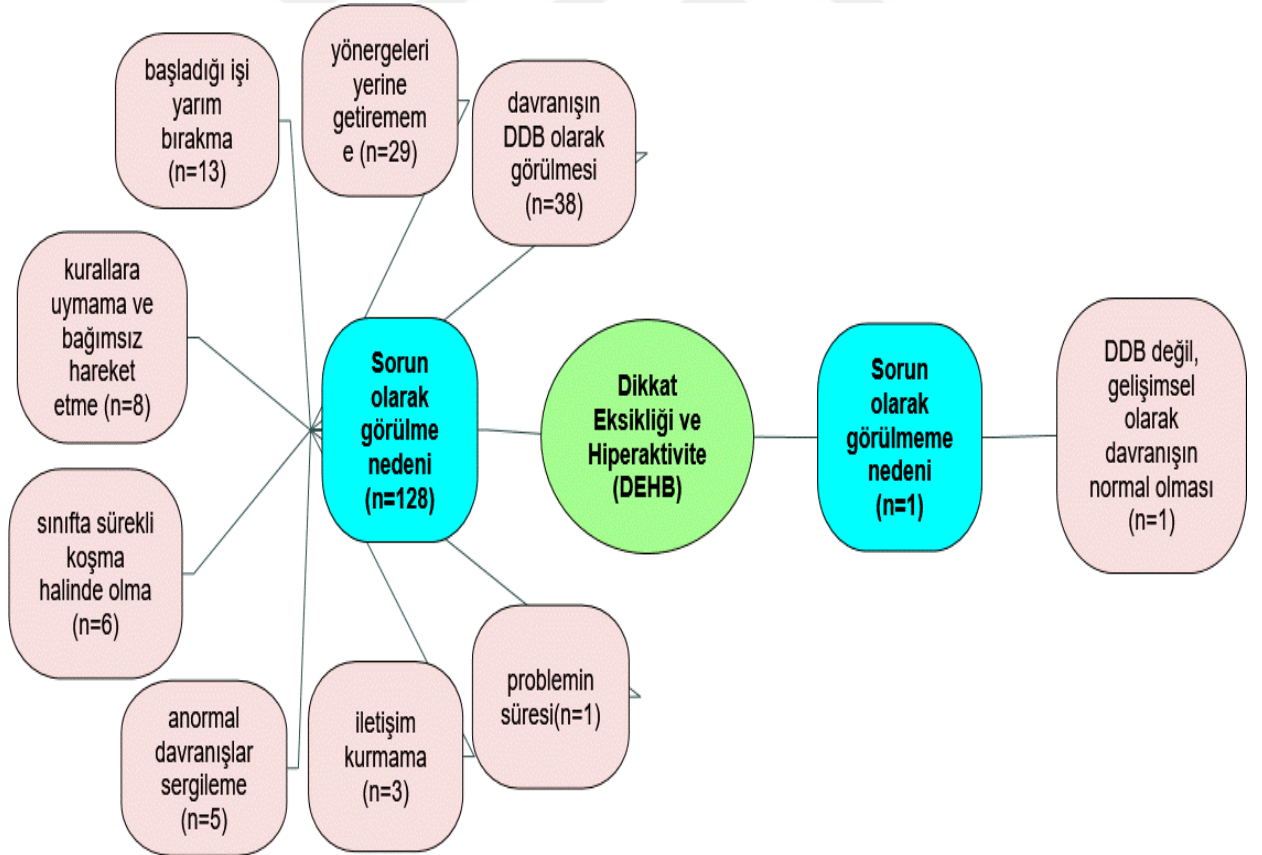 başladığı işi
yarım
bırakma
(n=13)
yönergeleri
yerine
getiremem
e (n=29)
davranışın
DDB olarak
görülmesi
(n=38)
kurallara
uymama ve
bağımsız
hareket
etme (n=8)
sınıfta sürekli
koşma
halinde olma
(n=6)
anormal
davranışlar
sergileme
(n=5)
iletişim
kurmama
(n=3)
problemin
süresi(n=1)
Sorun
olarak
görülme
nedeni
(n=128)
Dikkat
Eksikliği ve
Hiperaktivite
(DEHB)
Sorun
olarak
görülmeme
nedeni
(n=1)
DDB değil,
gelişimsel
olarak
davranışın
normal olması
(n=1)